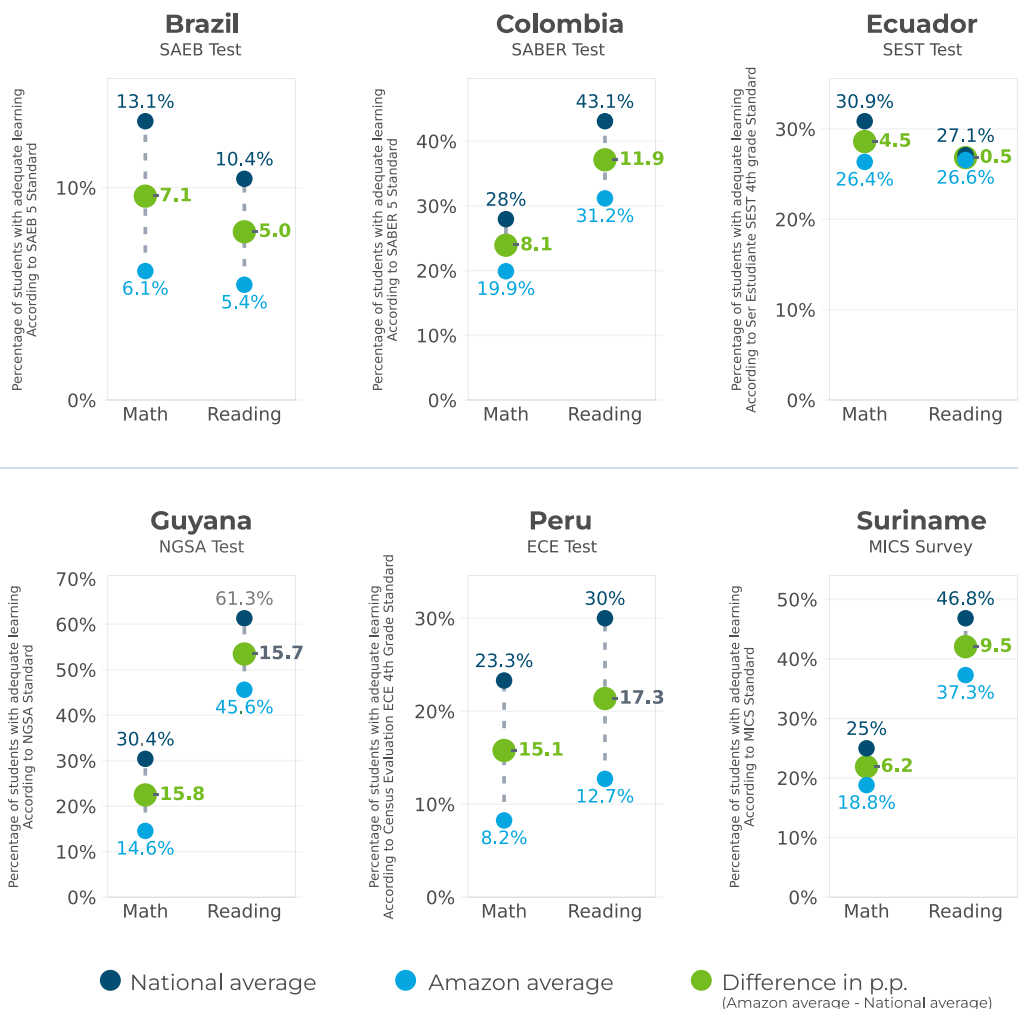 Brazil
SAEB Test
Percentage of students with adequate learning
According to SAEB 5 Standard
13.1%
10.4%
10%
-7.1
-5.0
6.1%
5.4%
0%
Math
Reading
Colombia
SABER Test
Percentage of students with adequate learning
According to SABER 5 Standard
43.1%
40%
-11.9
30%
31.2%
28%
-8.1
20%
19.9%
10%
0%
Math
Reading
Ecuador
SEST Test
Percentage of students with adequate learning
According to Ser Estudiante SEST 4th grade Standard
30.9%
30%
27.1%
-4.5
-0.5
26.4%
26.6%
20%
10%
0%
Math
Reading
Guyana
NGSA Test
Percentage of students with adequate learning
According to NGSA Standard
70%
61.3%
60%
-15.7
50%
45.6%
40%
30.4%
30%
-15.8
20%
14.6%
10%
0%
Math
Reading
Peru
ECE Test
Percentage of students with adequate learning
According to Census Evaluation ECE 4th Grade Standard
30%
30%
23.3%
20%
-17.3
-15.1
12.7%
10%
8.2%
0%
Math
Reading
Suriname
MICS Survey
Percentage of students with adequate learning
According to MICS Standard
50%
46.8%
-9.5
40%
37.3%
30%
25%
-6.2
20%
18.8%
10%
0%
Math
Reading
National average
Amazon average
Difference in p.p.
(Amazon average - National average)